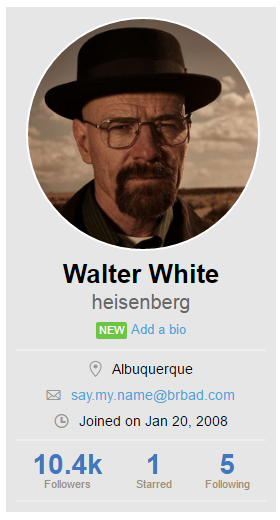 Walter White
heisenberg
NEW Add a bio
Albuquerque
say.my.name@brbad.com
Joined on Jan 20, 2008
10.4k 1 5
Followers Starred Following